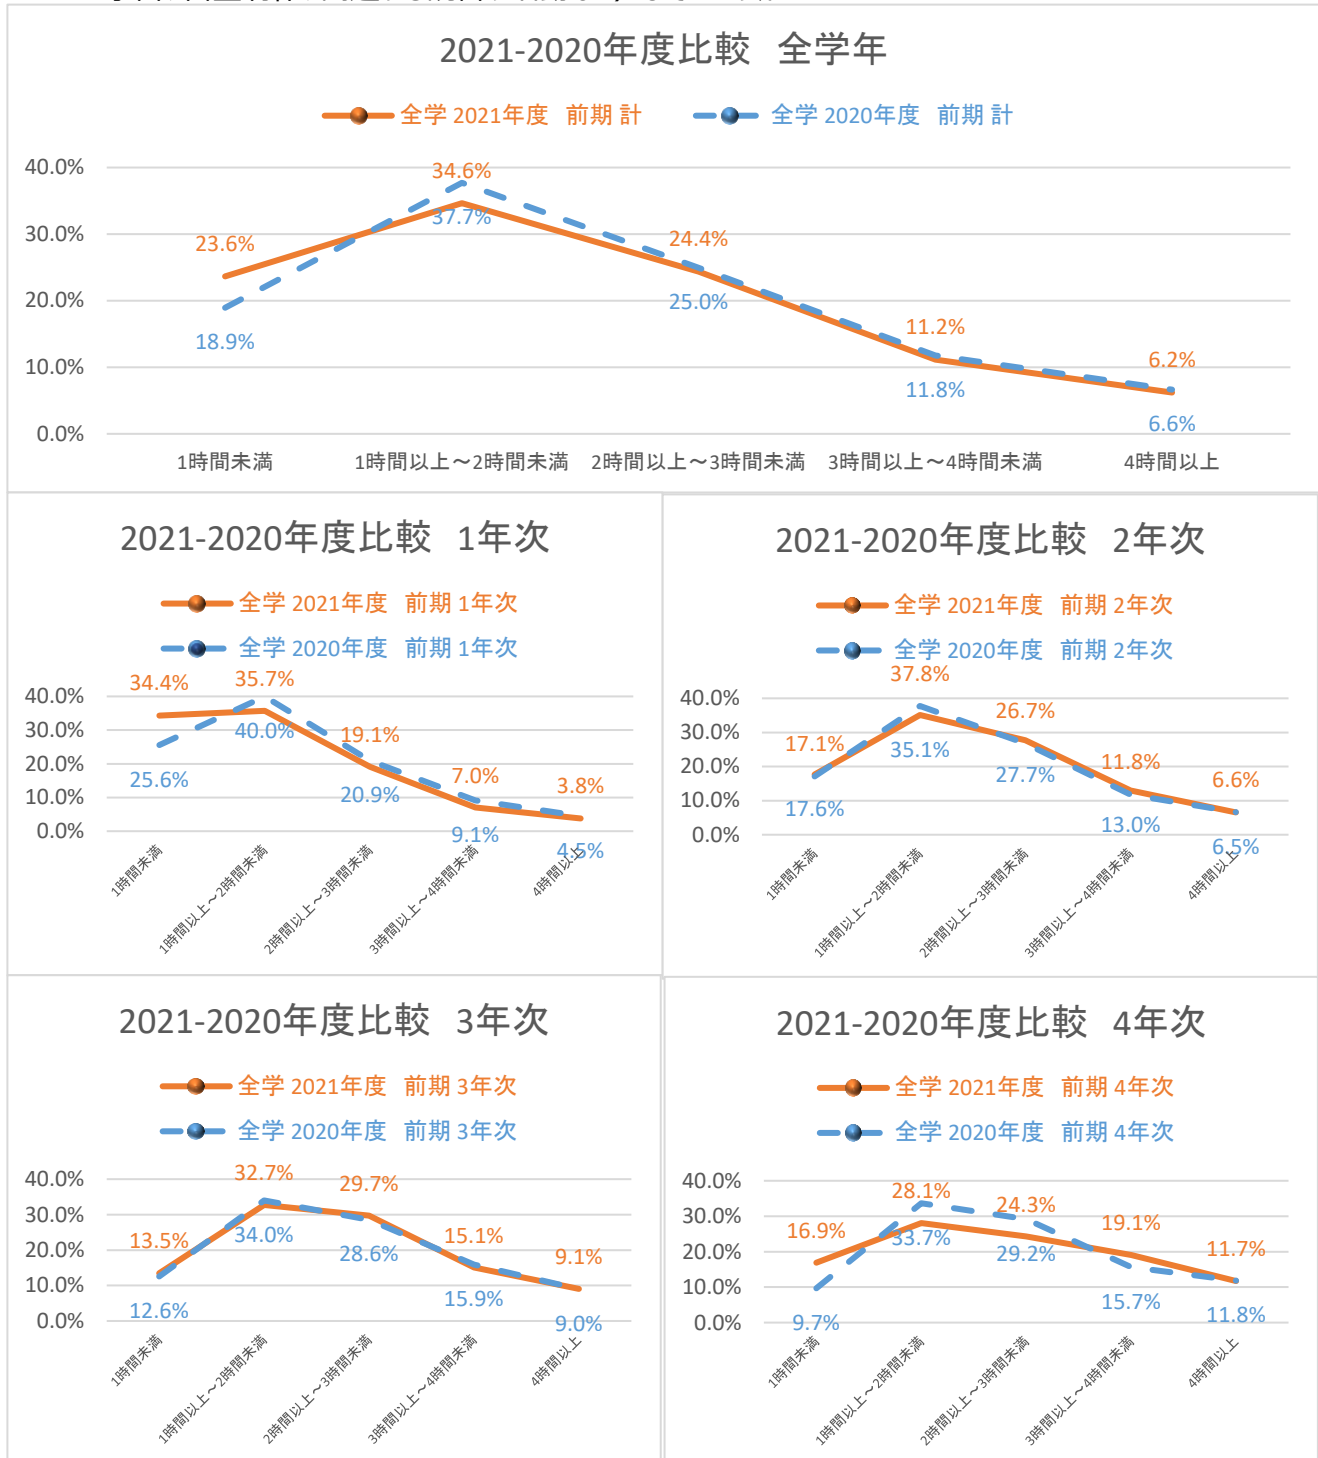 2021-2020年度比較 全学年
全学 2021年度 前期 計 全学 2020年度 前期 計
40.0%
30.0%
20.0%
10.0%
0.0%
34.6%
37.7%
23.6%
24.4%
18.9%
25.0%
11.2%
11.8%
6.2%
6.6%
1時間未満 1時間以上～2時間未満 2時間以上～3時間未満 3時間以上～4時間未満 4時間以上
2021-2020年度比較 1年次
全学 2021年度 前期 1年次
全学 2020年度 前期 1年次
40.0%
30.0%
20.0%
10.0%
0.0%
34.4%
35.7%
40.0%
19.1%
25.6%
20.9%
7.0%
9.1%
3.8%
4.5%
1時間未満
1時間以上～2時間未満
2時間以上～3時間未満
3時間以上～4時間未満
4時間以上
2021-2020年度比較 2年次
全学 2021年度 前期 2年次
全学 2020年度 前期 2年次
40.0%
30.0%
20.0%
10.0%
0.0%
37.8%
26.7%
17.1%
35.1%
11.8%
27.7%
6.6%
17.6%
13.0%
6.5%
1時間未満
1時間以上～2時間未満
2時間以上～3時間未満
3時間以上～4時間未満
4時間以上
2021-2020年度比較 3年次
全学 2021年度 前期 3年次
全学 2020年度 前期 3年次
40.0%
30.0%
20.0%
10.0%
0.0%
32.7%
29.7%
13.5%
34.0%
15.1%
28.6%
9.1%
12.6%
15.9%
9.0%
1時間未満
1時間以上～2時間未満
2時間以上～3時間未満
3時間以上～4時間未満
4時間以上
2021-2020年度比較 4年次
全学 2021年度 前期 4年次
全学 2020年度 前期 4年次
40.0%
30.0%
20.0%
10.0%
0.0%
28.1%
24.3%
19.1%
16.9%
33.7%
29.2%
11.7%
15.7%
11.8%
9.7%
1時間未満
1時間以上～2時間未満
2時間以上～3時間未満
3時間以上～4時間未満
4時間以上